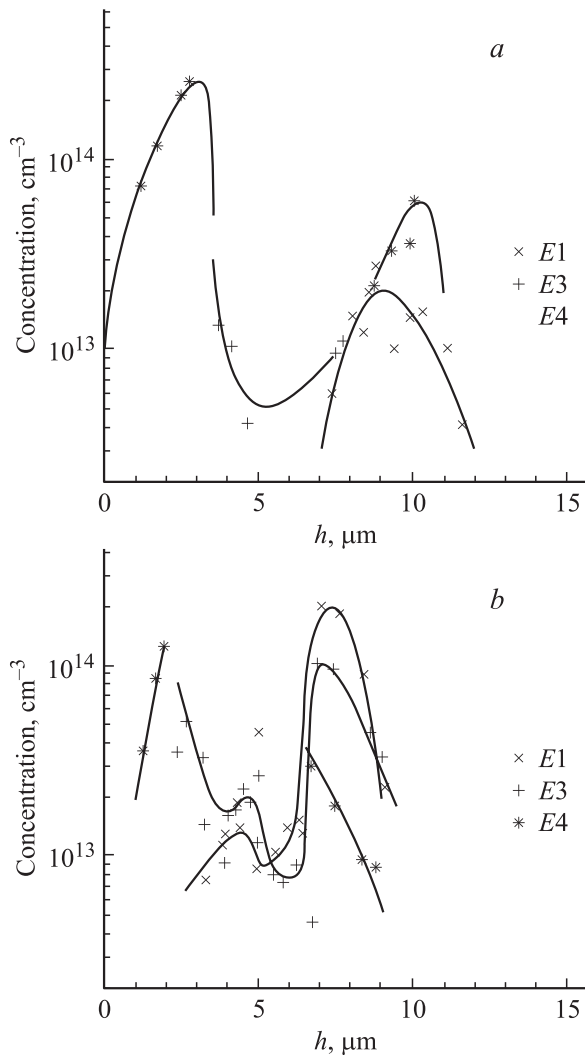 a
Concentration, cm⁻³
10¹⁴
10¹³
× E1
+ E3
E4
0 5 10 15
h, μm
b
Concentration, cm⁻³
10¹⁴
10¹³
× E1
+ E3
✳ E4
0 5 10 15
h, μm